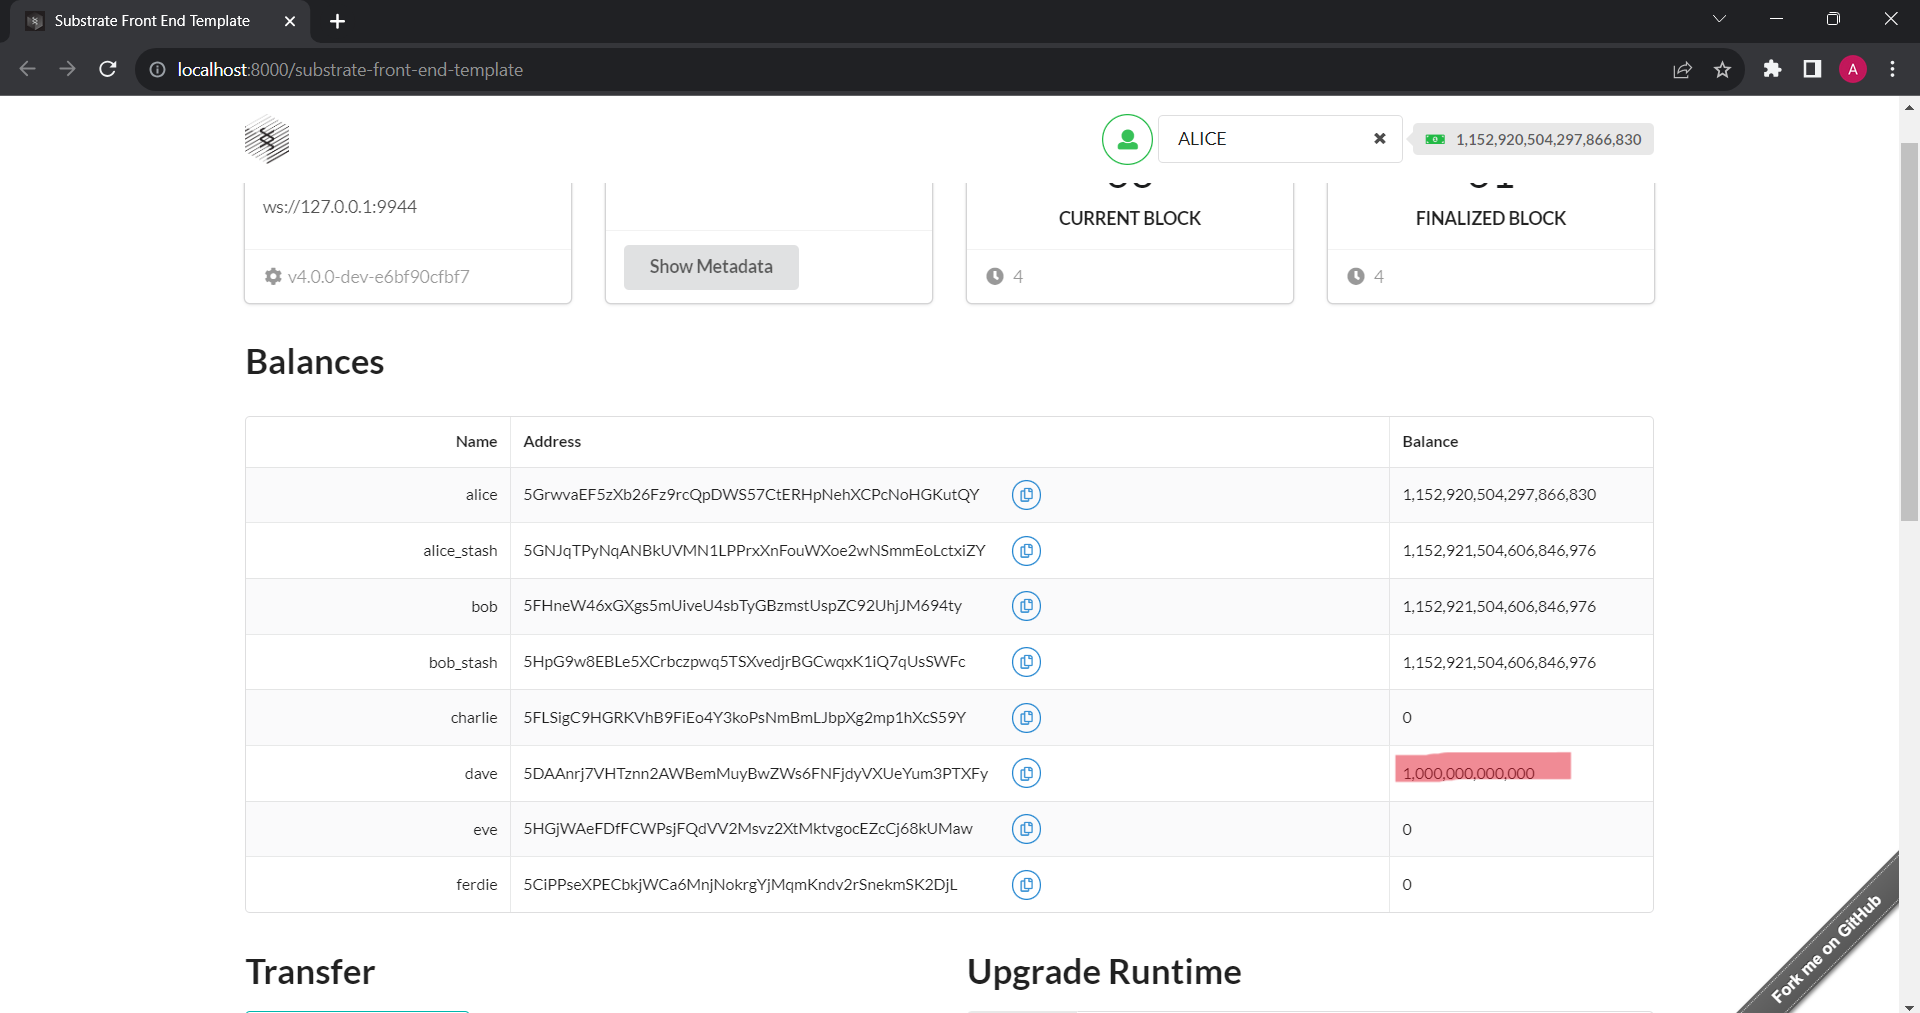 Substrate Front End Template
localhost:8000/substrate-front-end-template
A
ALICE
1,152,920,504,297,866,830
ws://127.0.0.1:9944
CURRENT BLOCK
FINALIZED BLOCK
v4.0.0-dev-e6bf90cfbf7
Show Metadata
4
4
Balances
Name Address Balance
alice 5GrwvaEF5zXb26Fz9rcQpDWS57CtERHpNehXCPcNoHGKutQY 1,152,920,504,297,866,830
alice_stash 5GNJqTPyNqANBkUVMN1LPPrxXnFouWXoe2wNSmmEoLctxiZY 1,152,921,504,606,846,976
bob 5FHneW46xGXgs5mUiveU4sbTyGBzmstUspZC92UhjJM694ty 1,152,921,504,606,846,976
bob_stash 5HpG9w8EBLe5XCrbczpwq5TSXvedjrBGCwqxK1iQ7qUsSWFc 1,152,921,504,606,846,976
charlie 5FLSigC9HGRKVhB9FiEo4Y3koPsNmBmLJbpXg2mp1hXcS59Y 0
dave 5DAAnrj7VHTznn2AWBemMuyBwZWs6FNFjdyVXUeYum3PTXFy 1,000,000,000,000
eve 5HGjWAeFDfFCWPsjFQdVV2Msvz2XtMktvgocEZcCj68kUMaw 0
ferdie 5CiPPseXPECbkjWCa6MnjNokrgYjMqmKndv2rSnekmSK2DjL 0
Transfer
Upgrade Runtime
Fork me on GitHub